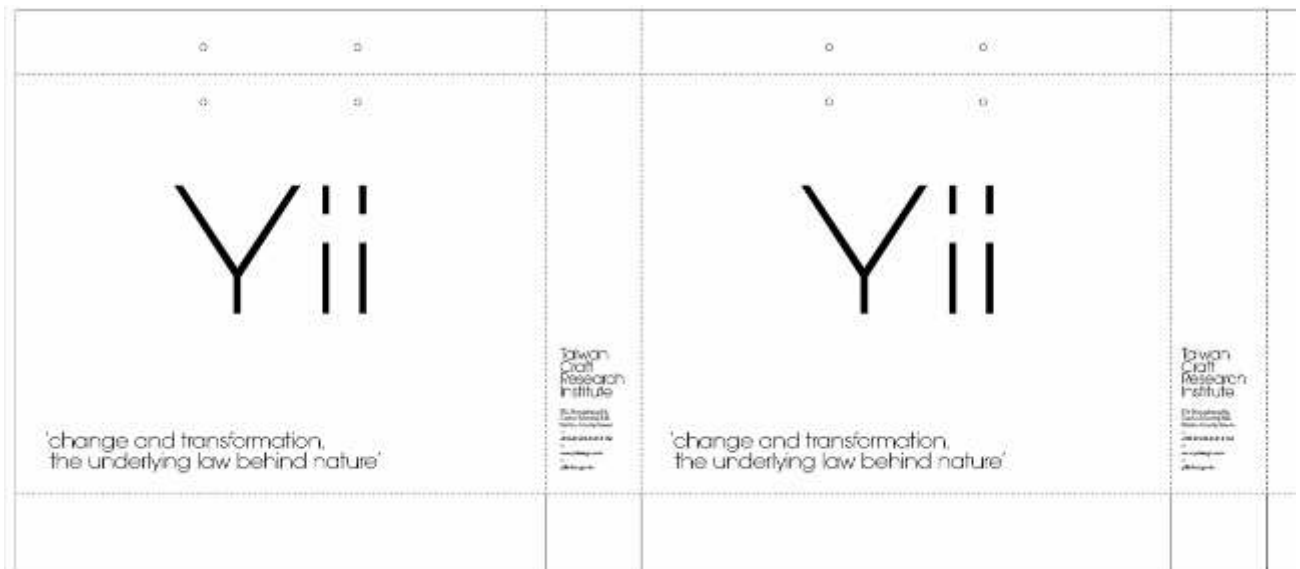 Yii
'change and transformation,
the underlying law behind nature'
Taiwan
Craft
Research
Institute
Yii
'change and transformation,
the underlying law behind nature'
Taiwan
Craft
Research
Institute